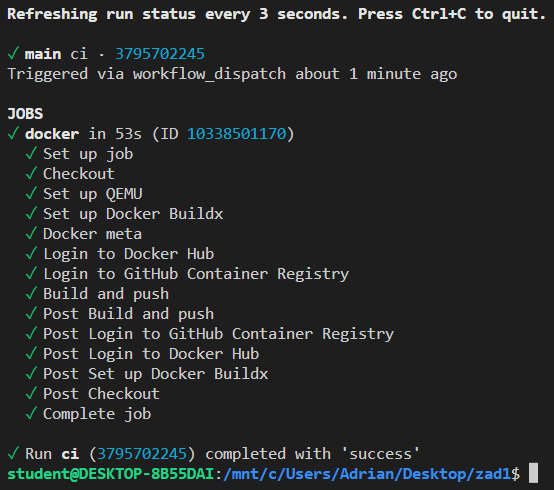 Refreshing run status every 3 seconds. Press Ctrl+C to quit.
✓ main ci · 3795702245
Triggered via workflow_dispatch about 1 minute ago
JOBS
✓ docker in 53s (ID 10338501170)
✓ Set up job
✓ Checkout
✓ Set up QEMU
✓ Set up Docker Buildx
✓ Docker meta
✓ Login to Docker Hub
✓ Login to GitHub Container Registry
✓ Build and push
✓ Post Build and push
✓ Post Login to GitHub Container Registry
✓ Post Login to Docker Hub
✓ Post Set up Docker Buildx
✓ Post Checkout
✓ Complete job
✓ Run ci (3795702245) completed with 'success'
student@DESKTOP-8B55DAI:/mnt/c/Users/Adrian/Desktop/zad1$